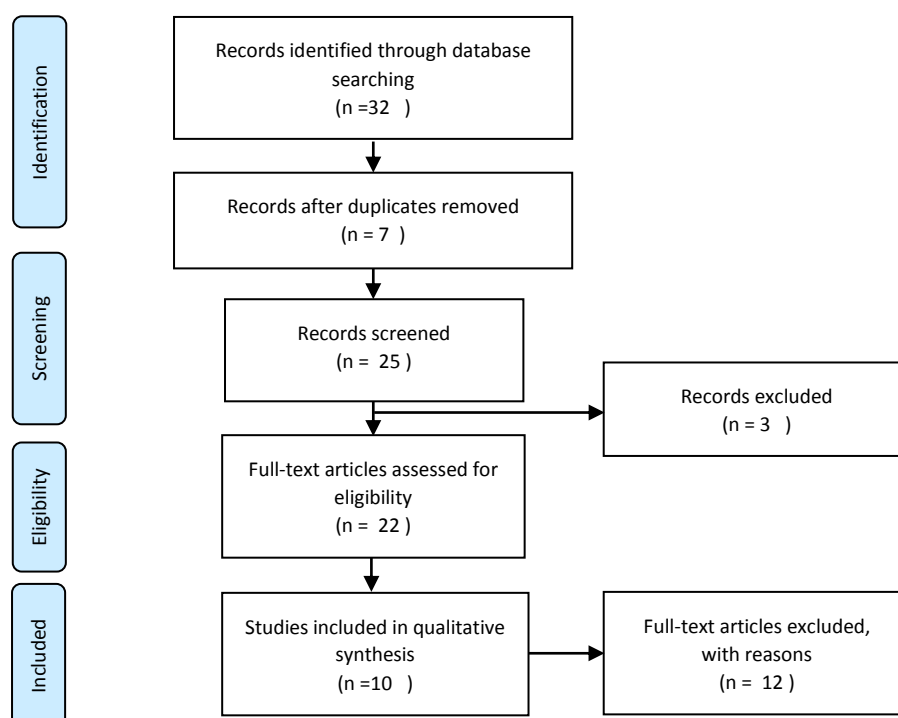 Identification
Records identified through database
searching
(n =32   )
Records after duplicates removed
(n = 7   )
Screening
Records screened
(n =  25 )
Records excluded
(n = 3   )
Eligibility
Full-text articles assessed for
eligibility
(n =  22 )
Included
Studies included in qualitative
synthesis
(n =10   )
Full-text articles excluded,
with reasons
(n =  12 )